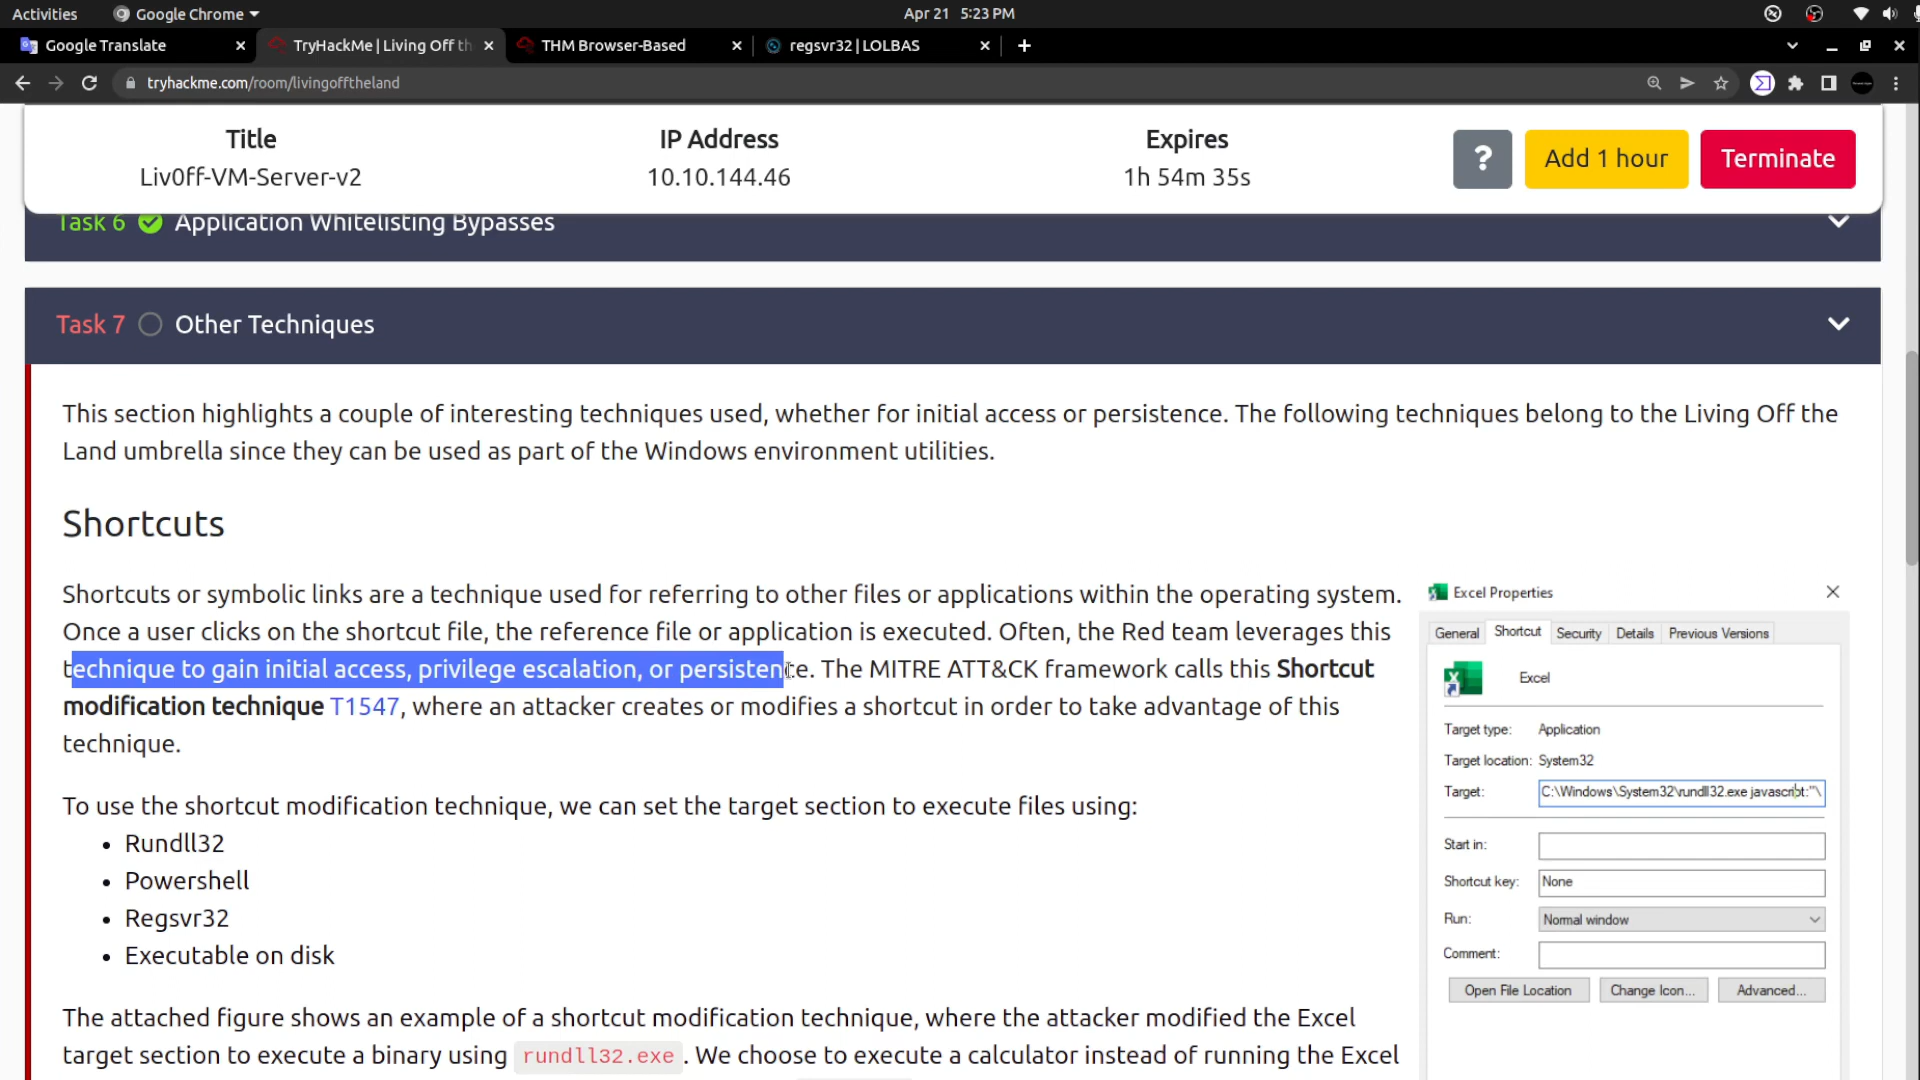 Activities Google Chrome Apr 21 5:23 PM
Google Translate TryHackMe | Living Off th THM Browser-Based regsvr32 | LOLBAS
tryhackme.com/room/livingofftheland
Title IP Address Expires
Liv0ff-VM-Server-v2 10.10.144.46 1h 54m 35s ? Add 1 hour Terminate
Task 6 Application Whitelisting Bypasses
Task 7 Other Techniques
This section highlights a couple of interesting techniques used, whether for initial access or persistence. The following techniques belong to the Living Off the
Land umbrella since they can be used as part of the Windows environment utilities.
Shortcuts
Shortcuts or symbolic links are a technique used for referring to other files or applications within the operating system.
Once a user clicks on the shortcut file, the reference file or application is executed. Often, the Red team leverages this
technique to gain initial access, privilege escalation, or persistence. The MITRE ATT&CK framework calls this Shortcut
modification technique T1547, where an attacker creates or modifies a shortcut in order to take advantage of this
technique.
To use the shortcut modification technique, we can set the target section to execute files using:
• Rundll32
• Powershell
• Regsvr32
• Executable on disk
The attached figure shows an example of a shortcut modification technique, where the attacker modified the Excel
target section to execute a binary using rundll32.exe . We choose to execute a calculator instead of running the Excel
Excel Properties
General Shortcut Security Details Previous Versions
Excel
Target type: Application
Target location: System32
Target: C:\Windows\System32\rundll32.exe javascript:"\
Start in:
Shortcut key: None
Run: Normal window
Comment:
Open File Location Change Icon... Advanced...